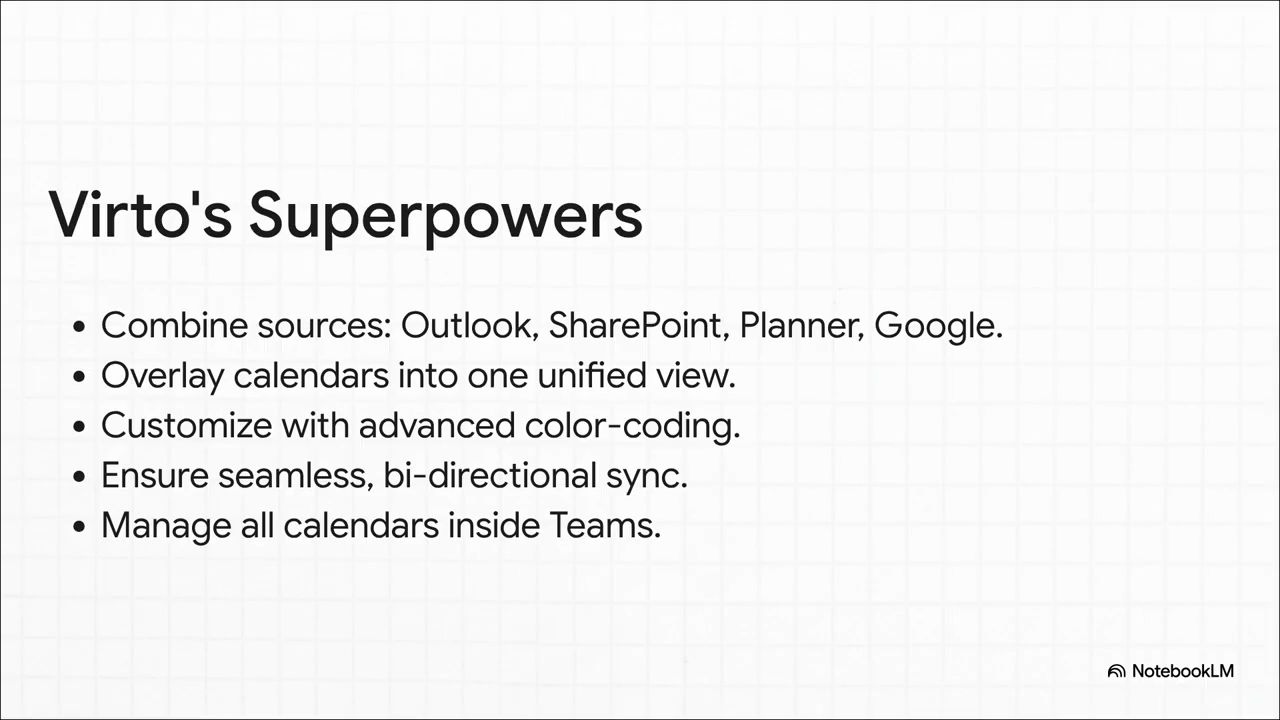 Virto's Superpowers
• Combine sources: Outlook, SharePoint, Planner, Google.
• Overlay calendars into one unified view.
• Customize with advanced color-coding.
• Ensure seamless, bi-directional sync.
• Manage all calendars inside Teams.
NotebookLM